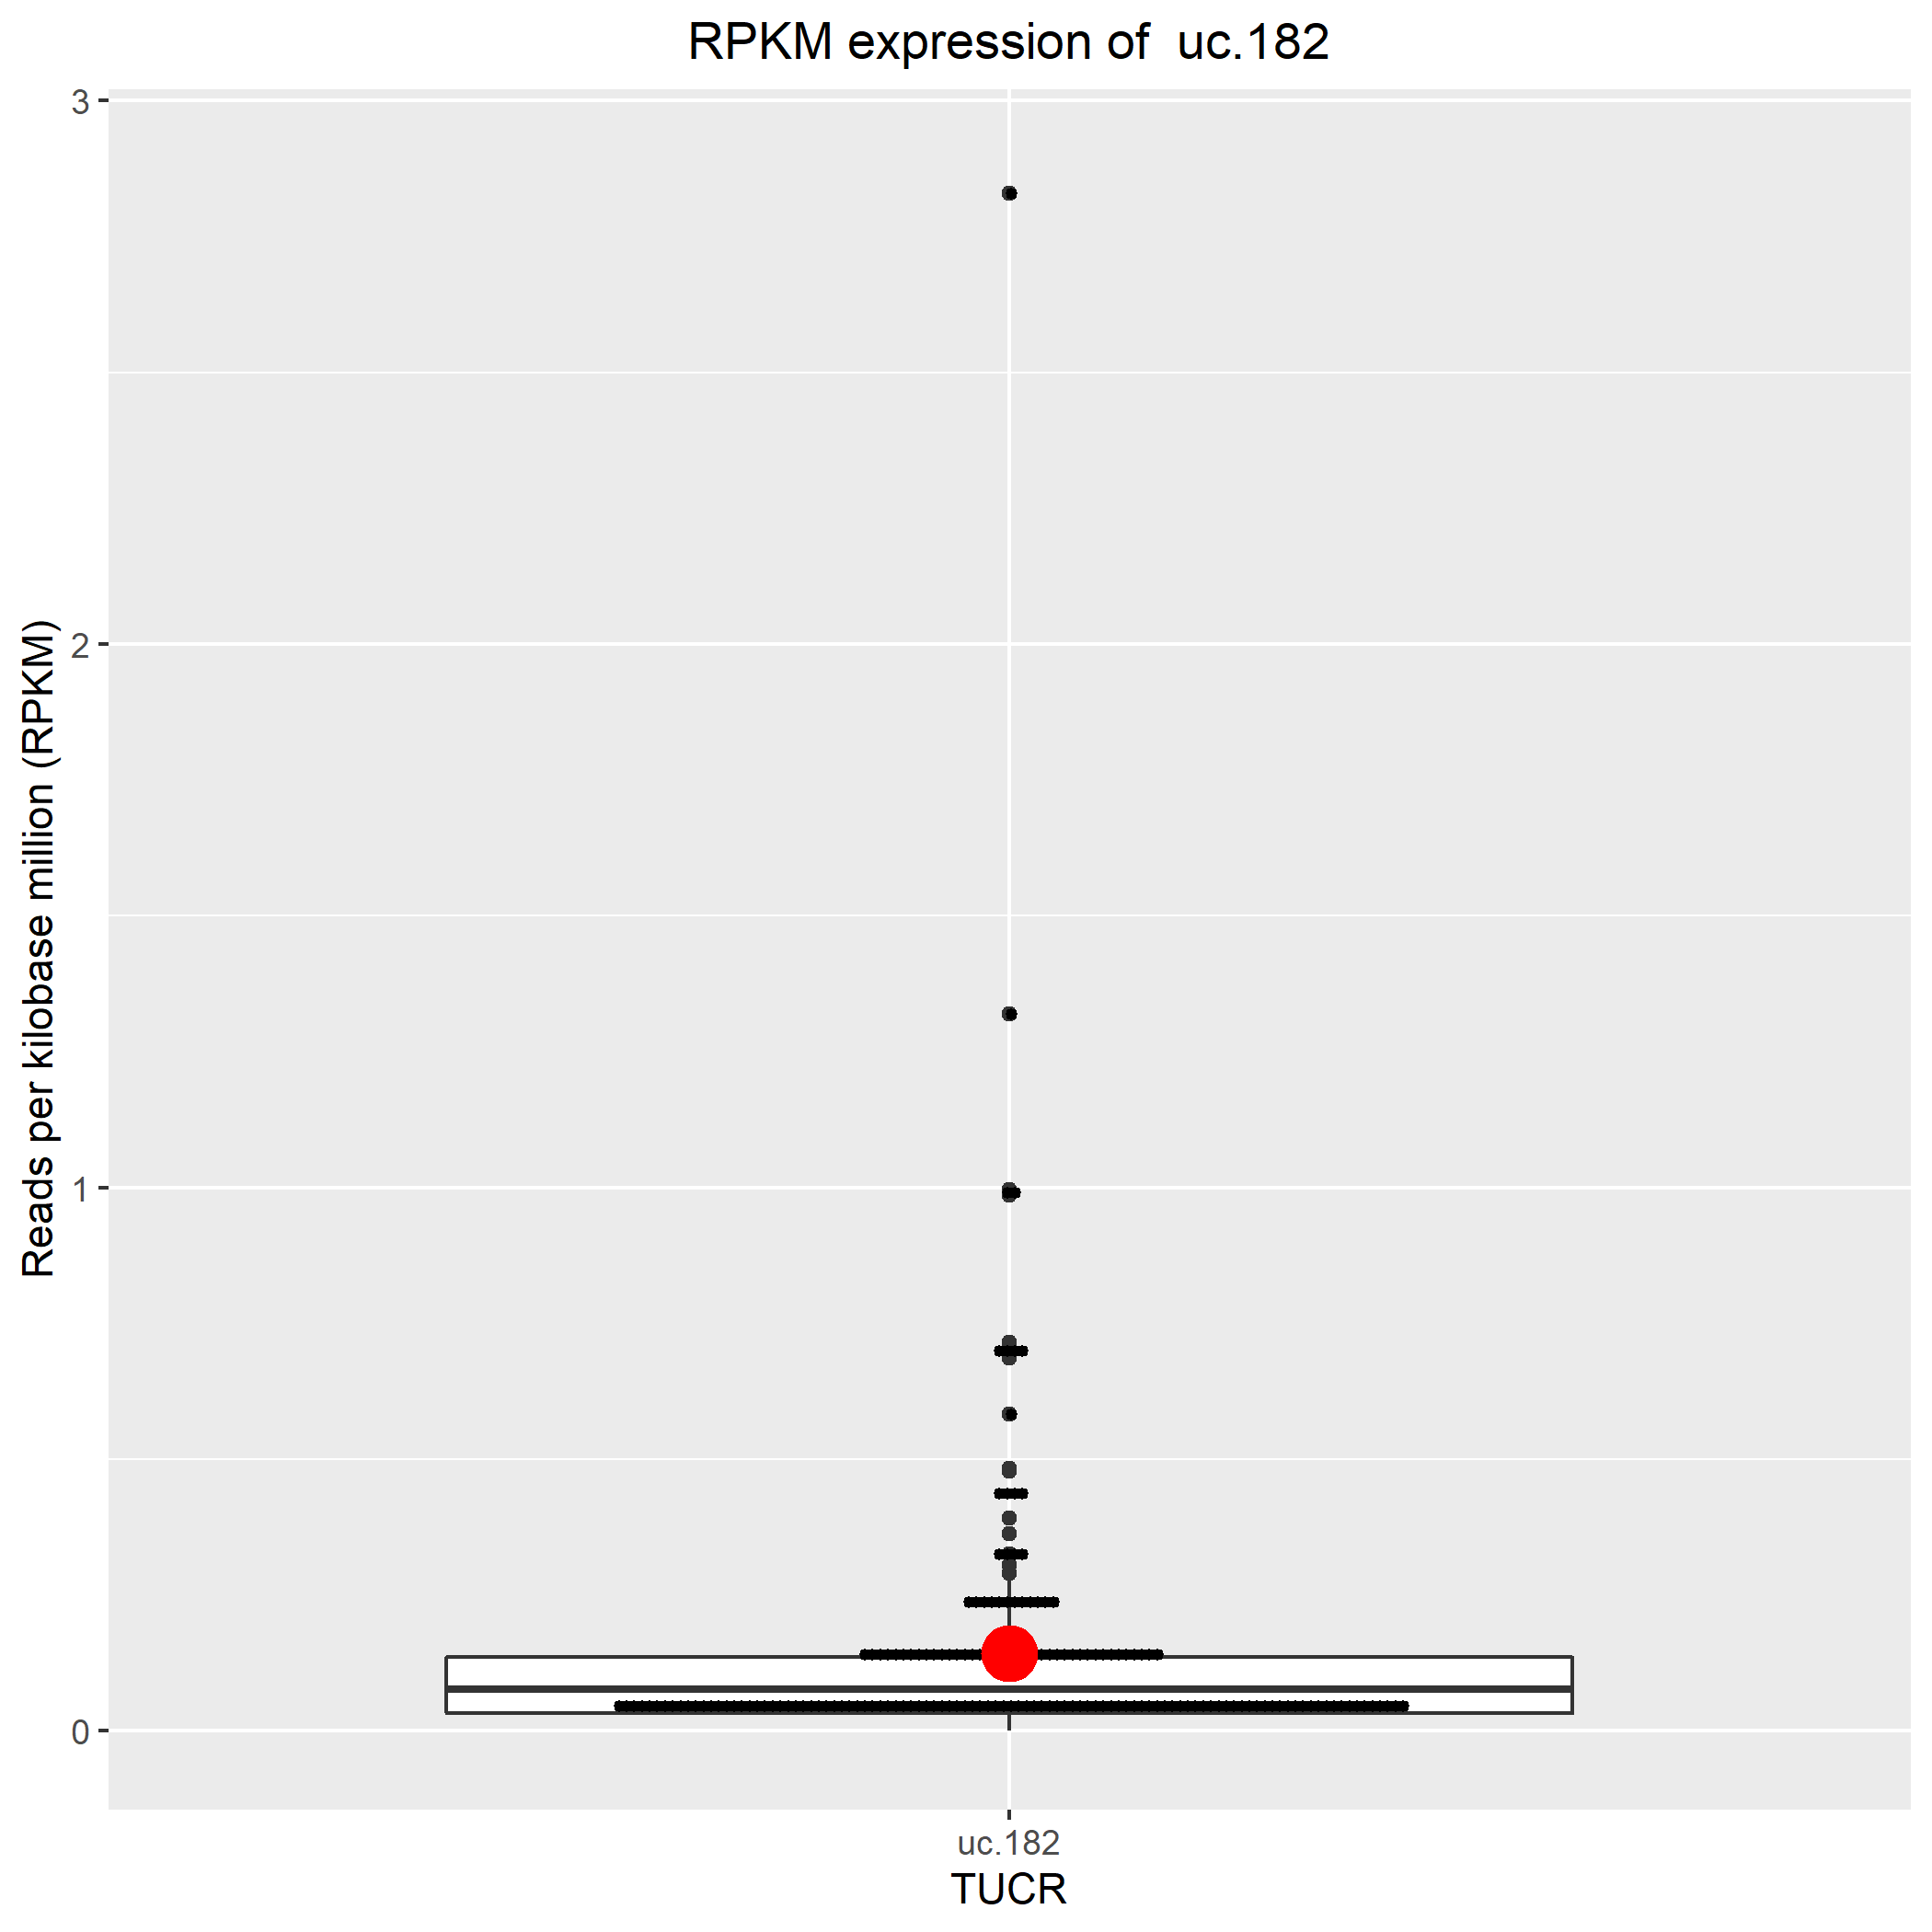 RPKM expression of  uc.182
Reads per kilobase million (RPKM)
3
2
1
0
uc.182
TUCR